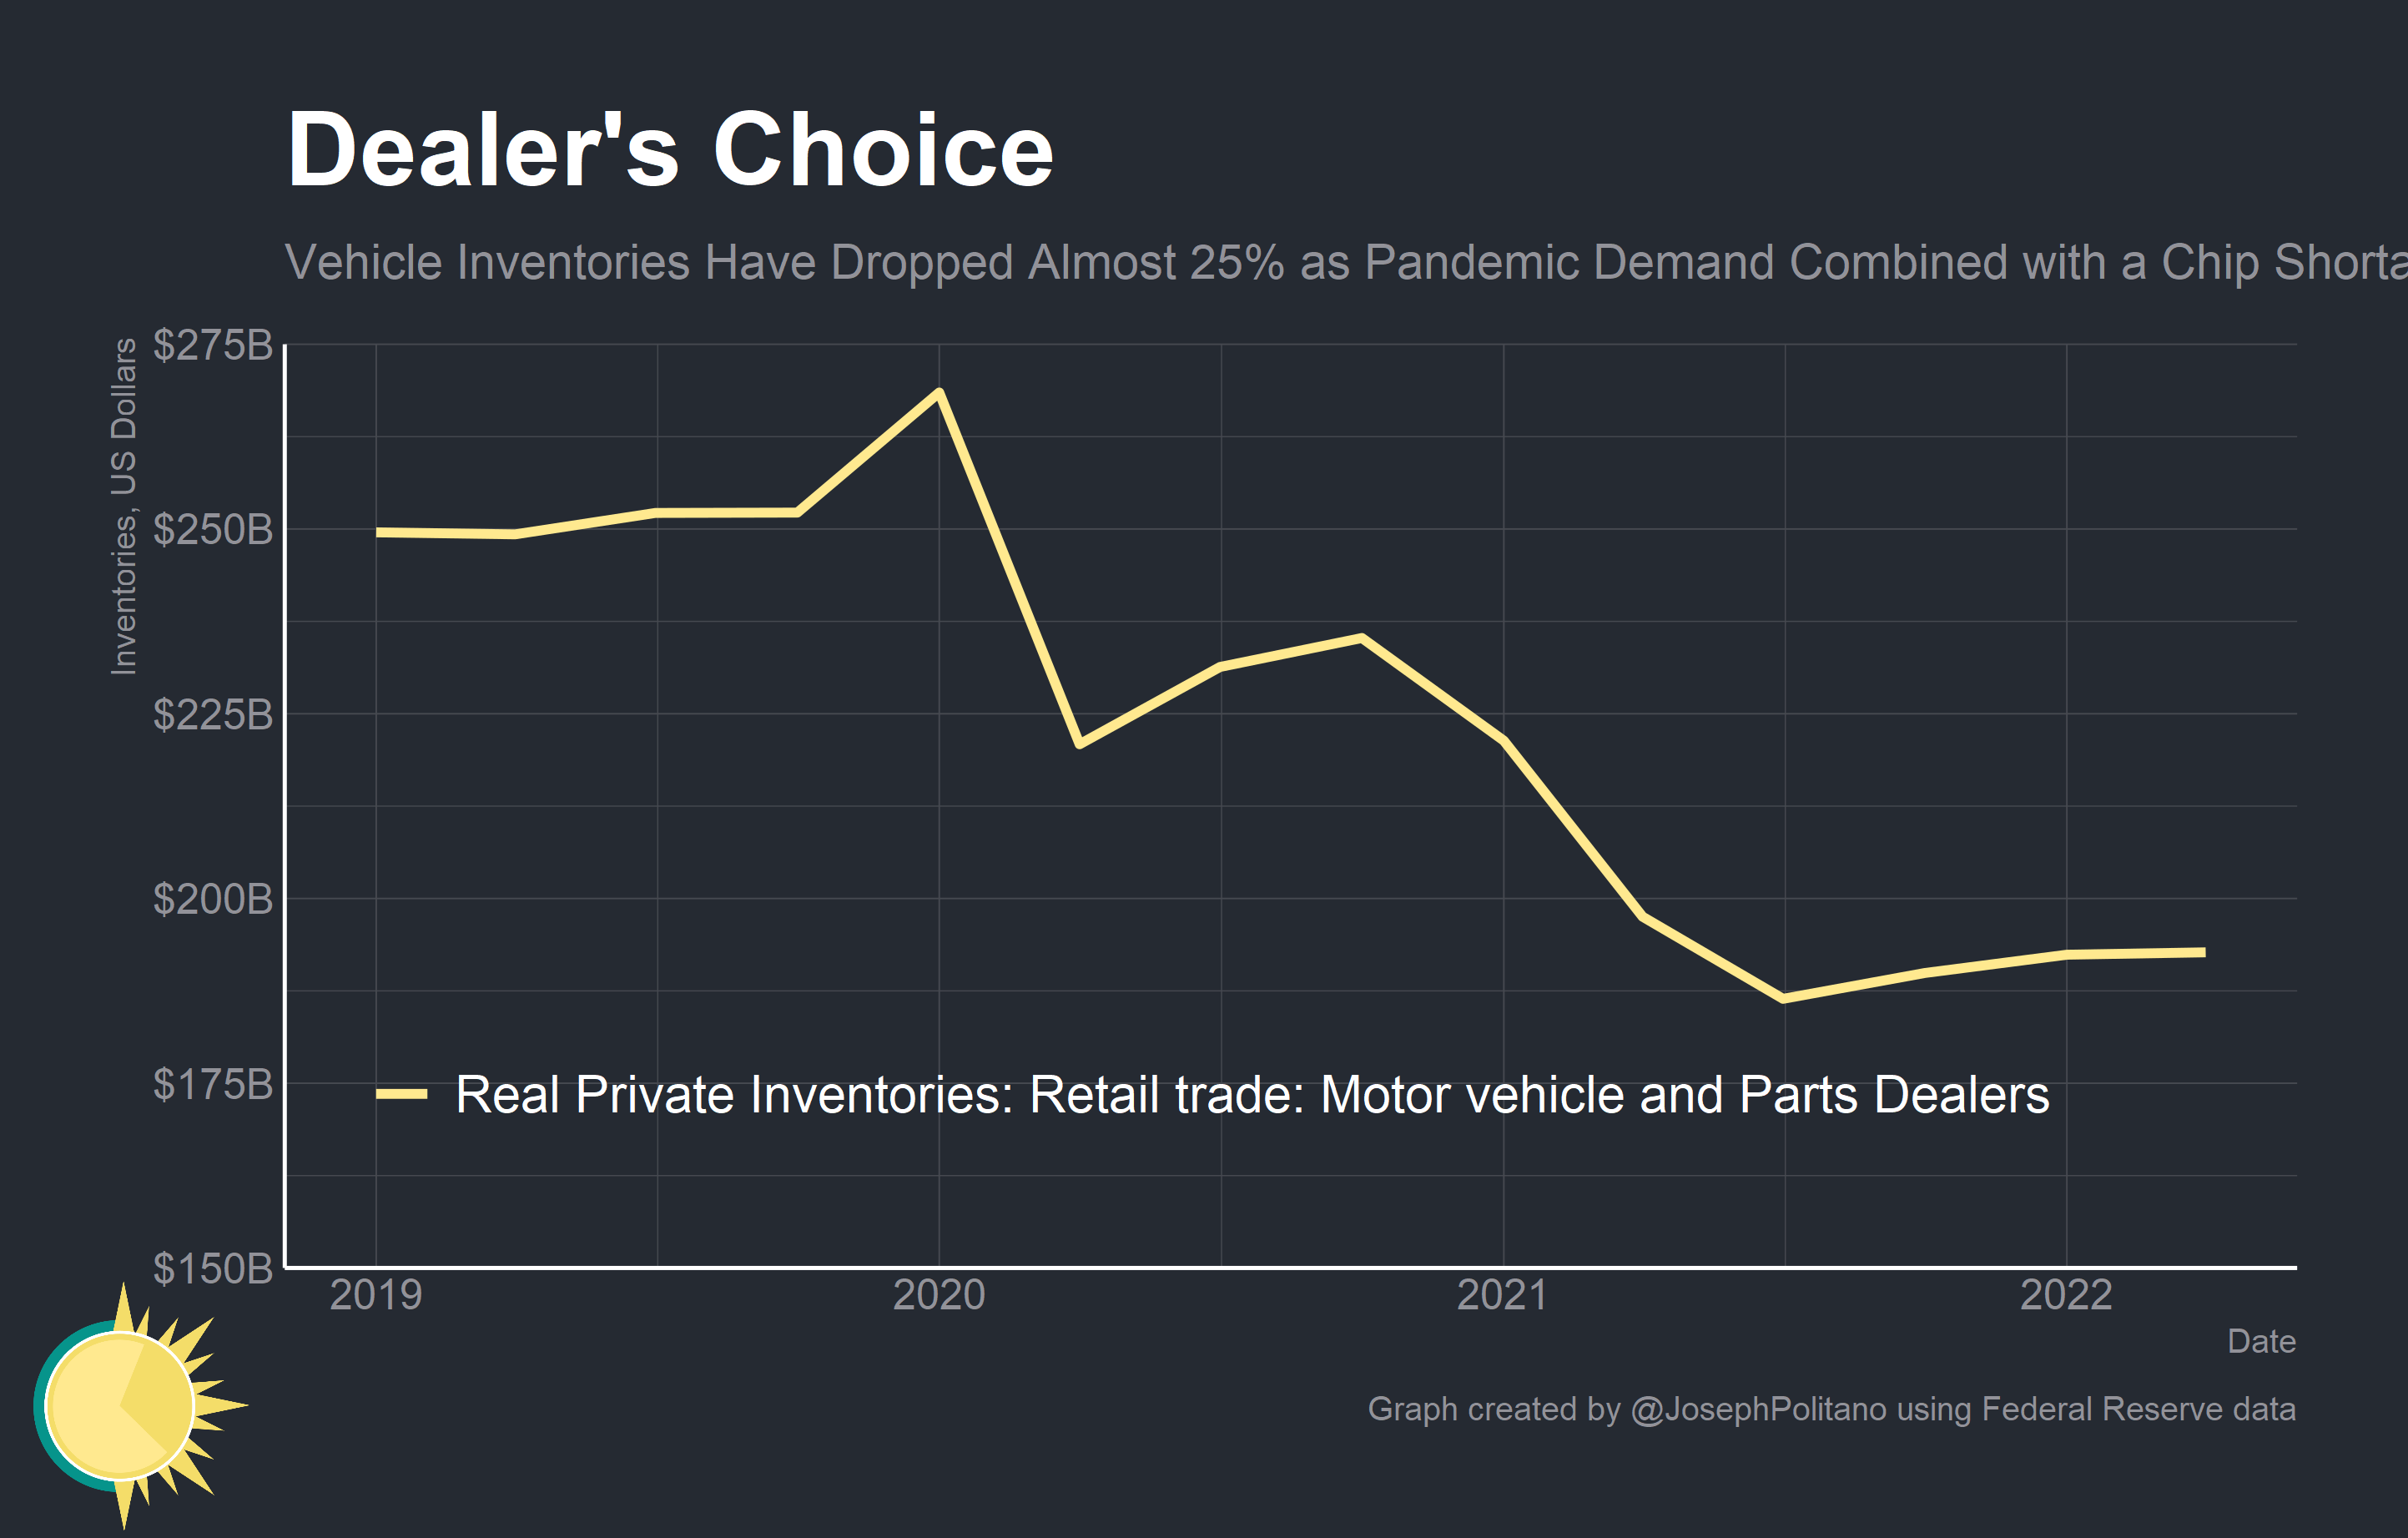 Dealer's Choice
Vehicle Inventories Have Dropped Almost 25% as Pandemic Demand Combined with a Chip Shorta
Inventories, US Dollars
$275B
$250B
$225B
$200B
$175B
$150B
Real Private Inventories: Retail trade: Motor vehicle and Parts Dealers
2019 2020 2021 2022
Date
Graph created by @JosephPolitano using Federal Reserve data